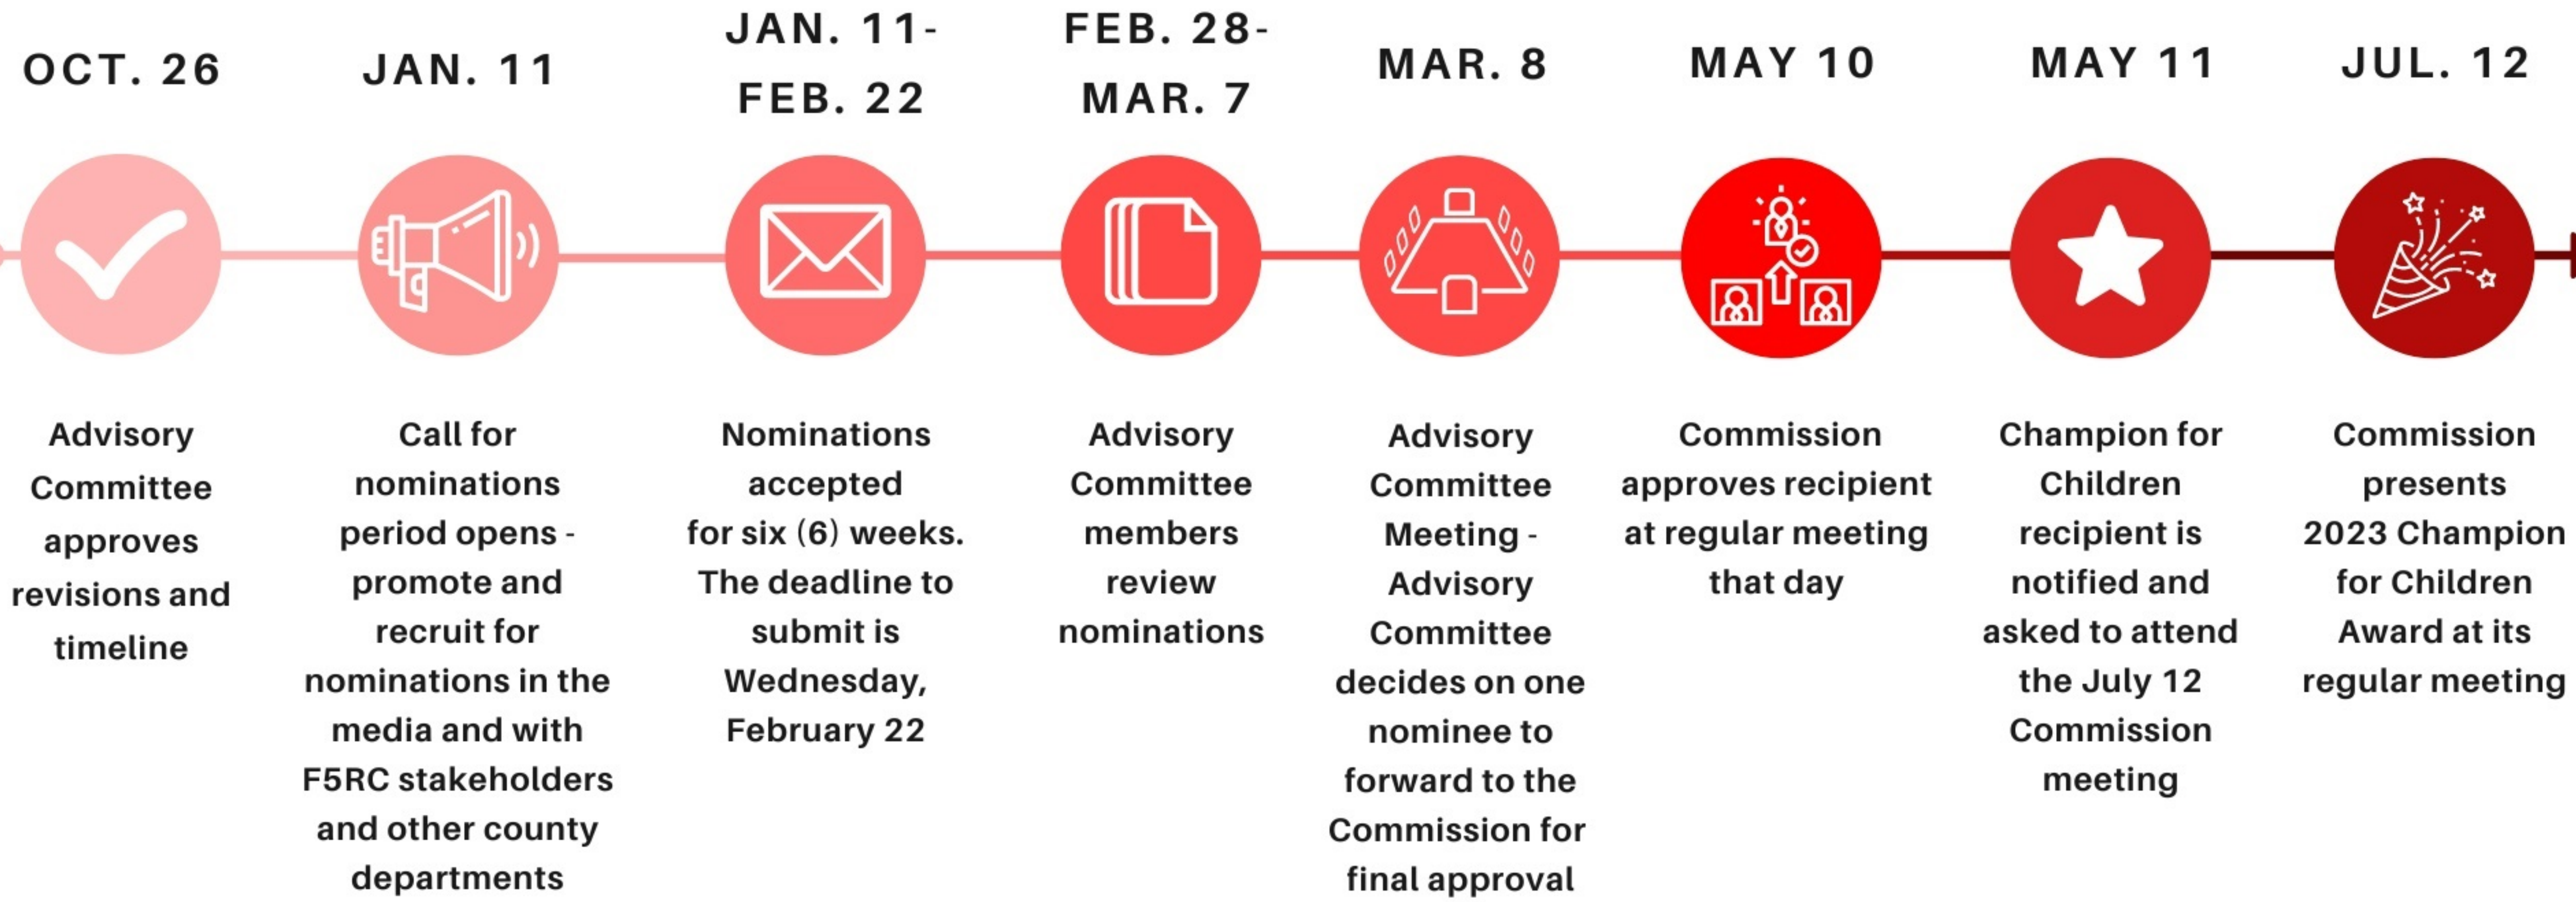 OCT. 26
Advisory
Committee
approves
revisions and
timeline
JAN. 11
Call for
nominations
period opens -
promote and
recruit for
nominations in the
media and with
F5RC stakeholders
and other county
departments
JAN. 11-
FEB. 22
Nominations
accepted
for six (6) weeks.
The deadline to
submit is
Wednesday,
February 22
FEB. 28-
MAR. 7
Advisory
Committee
members
review
nominations
MAR. 8
Advisory
Committee
Meeting -
Advisory
Committee
decides on one
nominee to
forward to the
Commission for
final approval
MAY 10
Commission
approves recipient
at regular meeting
that day
MAY 11
Champion for
Children
recipient is
notified and
asked to attend
the July 12
Commission
meeting
JUL. 12
Commission
presents
2023 Champion
for Children
Award at its
regular meeting